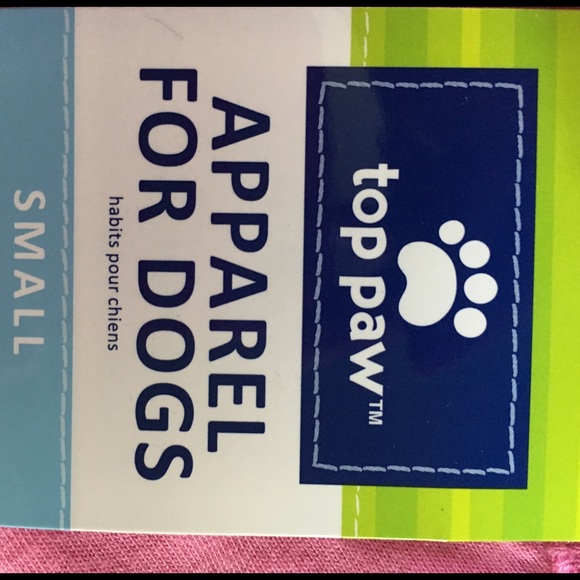 top paw™
APPAREL
FOR DOGS
habits pour chiens
SMALL